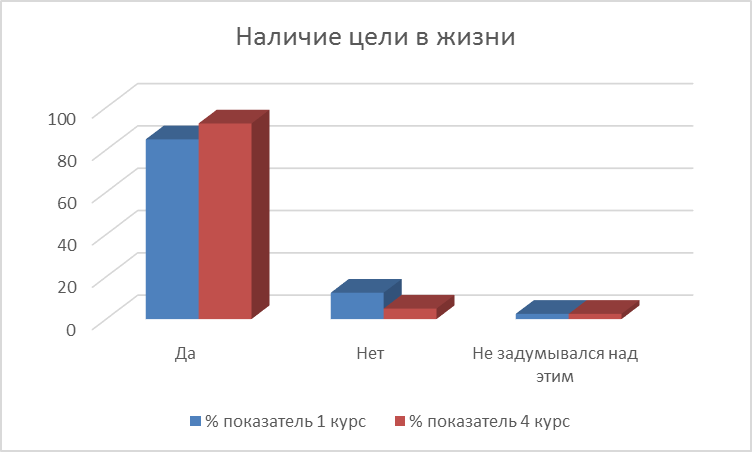 Наличие цели в жизни
100
80
60
40
20
0
Да
Нет
Не задумывался над
этим
% показатель 1 курс
% показатель 4 курс